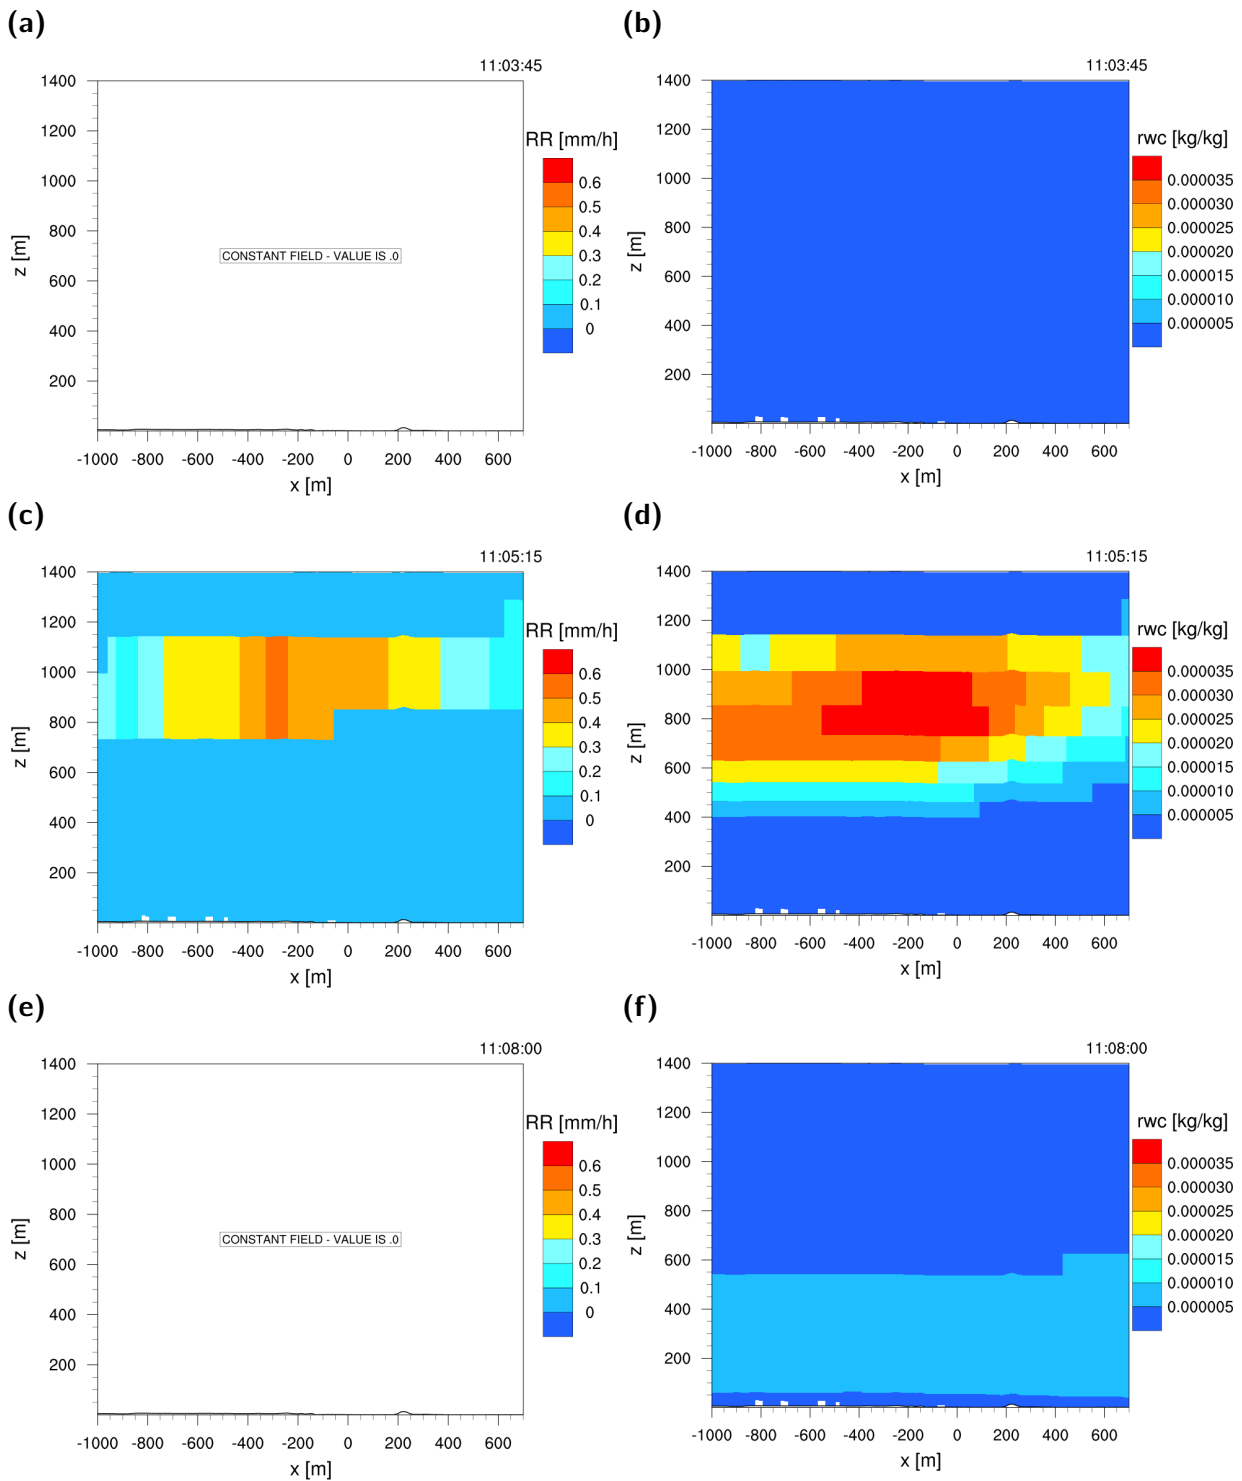 (a)
11:03:45
1400
1200
1000
800
600
400
200
z [m]
CONSTANT FIELD - VALUE IS .0
-1000 -800 -600 -400 -200 0 200 400 600
x [m]
RR [mm/h]
0.6
0.5
0.4
0.3
0.2
0.1
0
(b)
11:03:45
1400
1200
1000
800
600
400
200
z [m]
-1000 -800 -600 -400 -200 0 200 400 600
x [m]
rwc [kg/kg]
0.000035
0.000030
0.000025
0.000020
0.000015
0.000010
0.000005
(c)
11:05:15
1400
1200
1000
800
600
400
200
z [m]
-1000 -800 -600 -400 -200 0 200 400 600
x [m]
RR [mm/h]
0.6
0.5
0.4
0.3
0.2
0.1
0
(d)
11:05:15
1400
1200
1000
800
600
400
200
z [m]
-1000 -800 -600 -400 -200 0 200 400 600
x [m]
rwc [kg/kg]
0.000035
0.000030
0.000025
0.000020
0.000015
0.000010
0.000005
(e)
11:08:00
1400
1200
1000
800
600
400
200
z [m]
CONSTANT FIELD - VALUE IS .0
-1000 -800 -600 -400 -200 0 200 400 600
x [m]
RR [mm/h]
0.6
0.5
0.4
0.3
0.2
0.1
0
(f)
11:08:00
1400
1200
1000
800
600
400
200
z [m]
-1000 -800 -600 -400 -200 0 200 400 600
x [m]
rwc [kg/kg]
0.000035
0.000030
0.000025
0.000020
0.000015
0.000010
0.000005